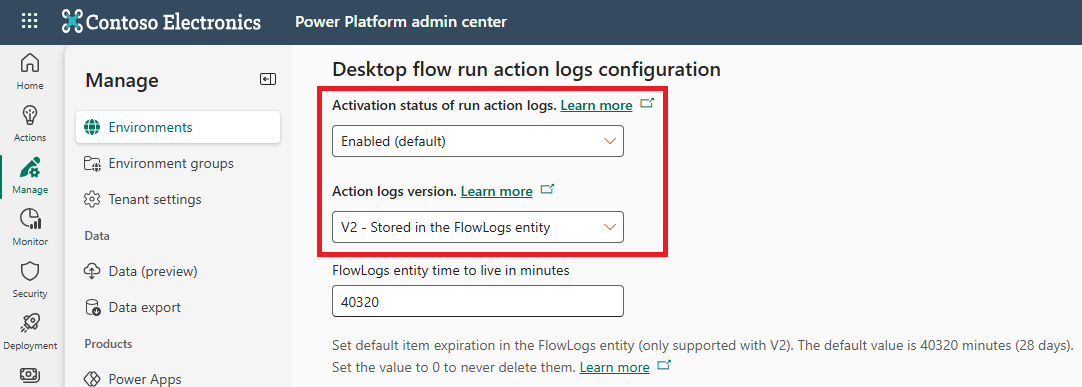 Contoso Electronics
Power Platform admin center
Home
Actions
Manage
Monitor
Security
Deployment
Manage
Environments
Environment groups
Tenant settings
Data
Data (preview)
Data export
Products
Power Apps
Desktop flow run action logs configuration
Activation status of run action logs. Learn more
Enabled (default)
Action logs version. Learn more
V2 - Stored in the FlowLogs entity
FlowLogs entity time to live in minutes
40320
Set default item expiration in the FlowLogs entity (only supported with V2). The default value is 40320 minutes (28 days).
Set the value to 0 to never delete them. Learn more